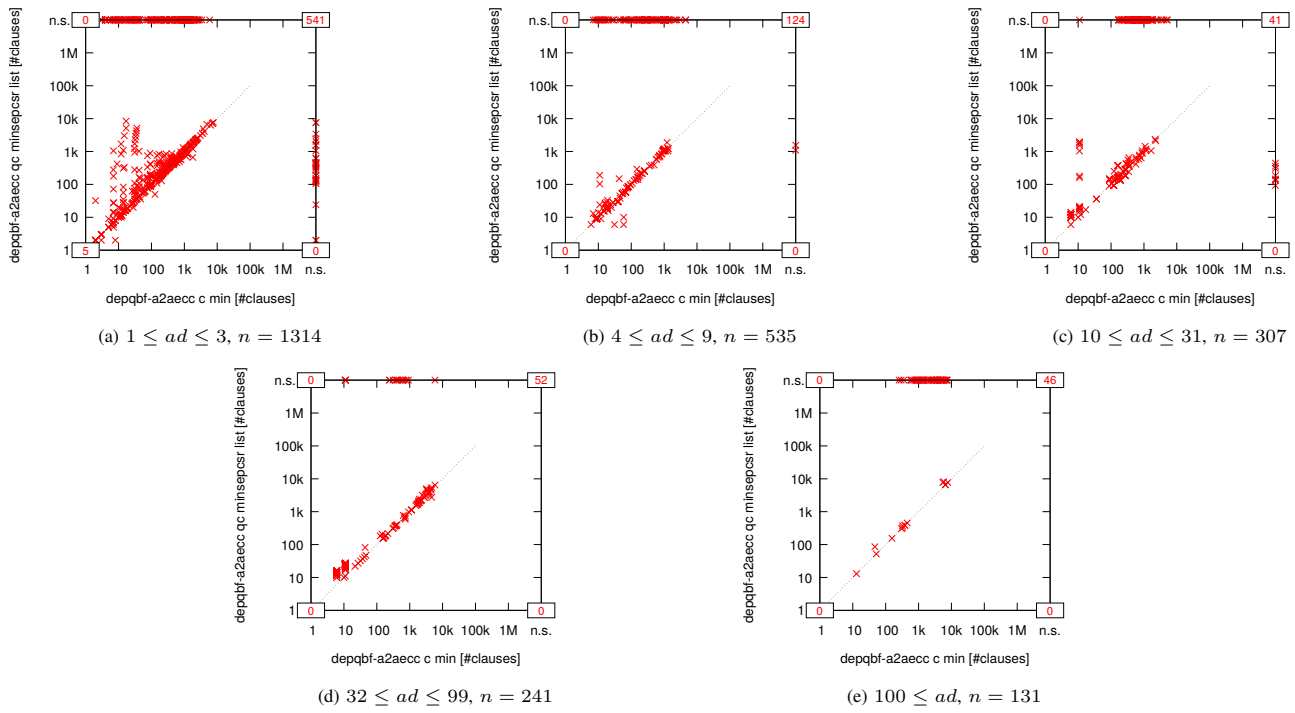 depqbf-a2aecc qc minsepcsr list [#clauses]
0
541
n.s.
1M
100k
10k
1k
100
10
1
5
0
1 10 100 1k 10k 100k 1M n.s.
depqbf-a2aecc c min [#clauses]
(a) 1 ≤ ad ≤ 3, n = 1314
depqbf-a2aecc qc minsepcsr list [#clauses]
0
124
n.s.
1M
100k
10k
1k
100
10
1
0
0
1 10 100 1k 10k 100k 1M n.s.
depqbf-a2aecc c min [#clauses]
(b) 4 ≤ ad ≤ 9, n = 535
depqbf-a2aecc qc minsepcsr list [#clauses]
0
41
n.s.
1M
100k
10k
1k
100
10
1
0
0
1 10 100 1k 10k 100k 1M n.s.
depqbf-a2aecc c min [#clauses]
(c) 10 ≤ ad ≤ 31, n = 307
depqbf-a2aecc qc minsepcsr list [#clauses]
n.s.
0
52
1M
100k
10k
1k
100
10
1
0
0
1 10 100 1k 10k 100k 1M n.s.
depqbf-a2aecc c min [#clauses]
(d) 32 ≤ ad ≤ 99, n = 241
depqbf-a2aecc qc minsepcsr list [#clauses]
n.s.
0
46
1M
100k
10k
1k
100
10
1
0
0
1 10 100 1k 10k 100k 1M n.s.
depqbf-a2aecc c min [#clauses]
(e) 100 ≤ ad, n = 131